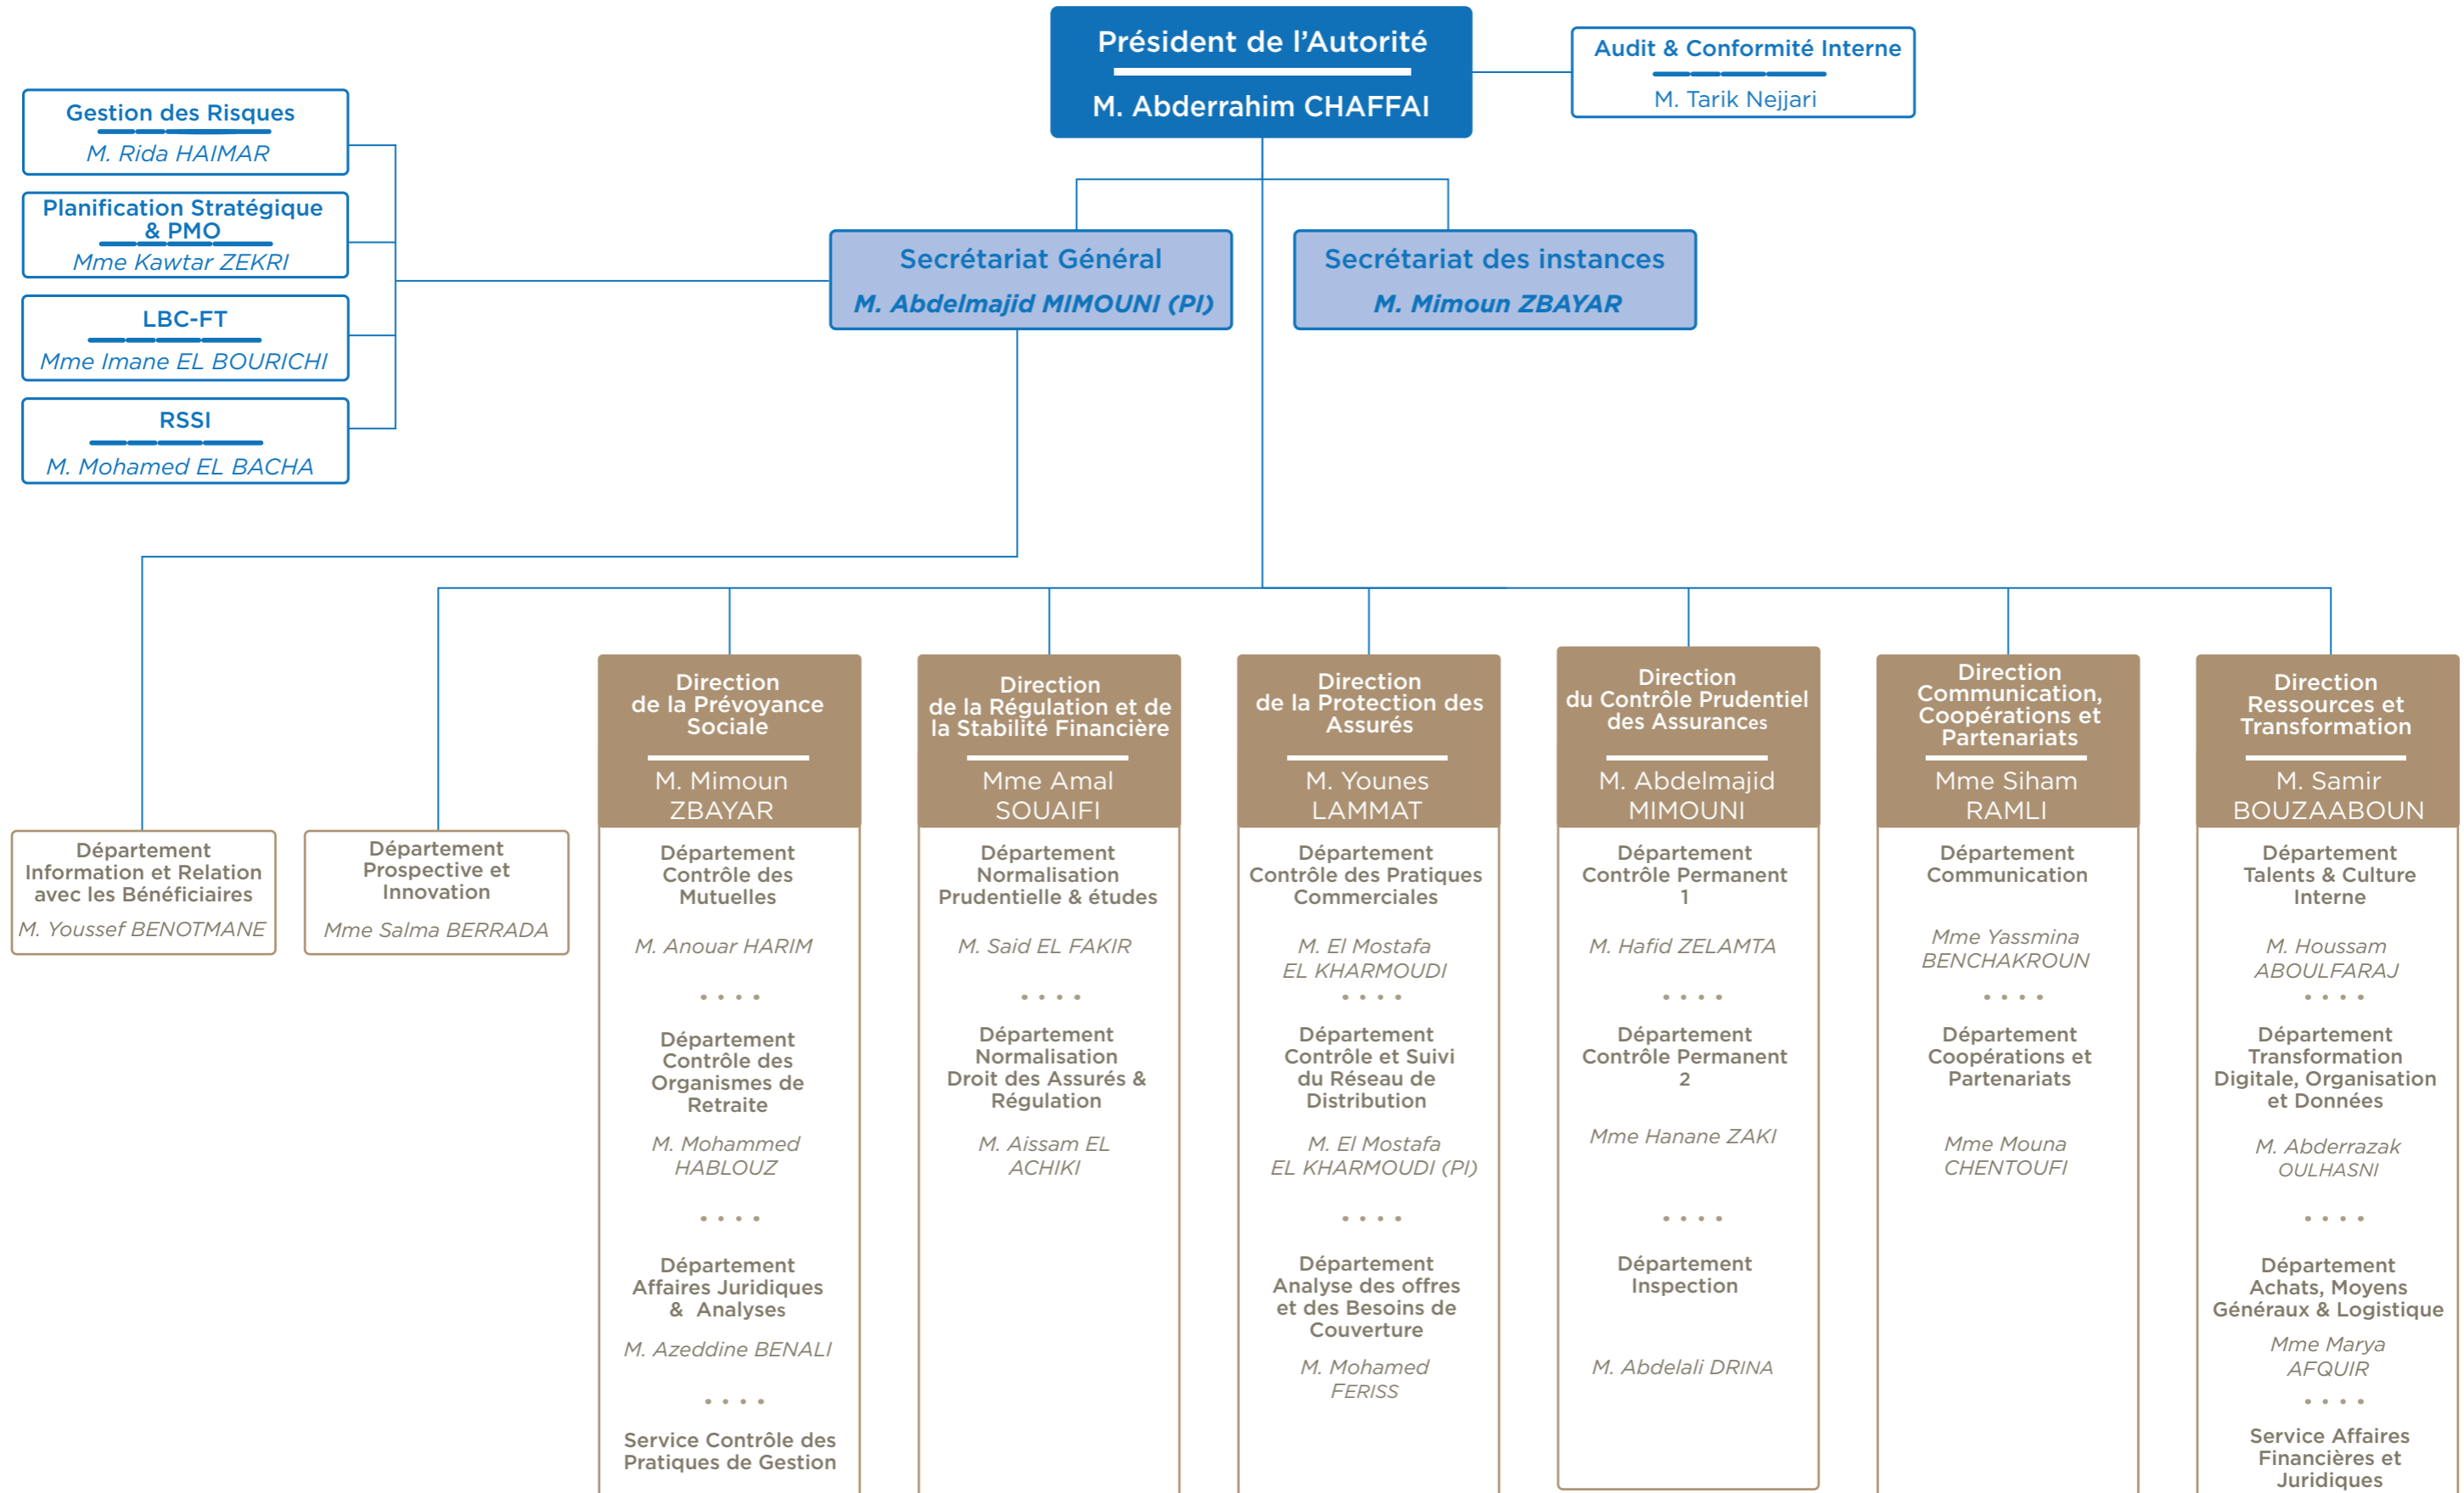 Président de l'Autorité
M. Abderrahim CHAFFAI
Audit & Conformité Interne
M. Tarik Nejjari
Gestion des Risques
M. Rida HAIMAR
Planification Stratégique
& PMO
Mme Kawtar ZEKRI
LBC-FT
Mme Imane EL BOURICHI
RSSI
M. Mohamed EL BACHA
Secrétariat Général
M. Abdelmajid MIMOUNI (PI)
Secrétariat des instances
M. Mimoun ZBAYAR
Département
Information et Relation
avec les Bénéficiaires
M. Youssef BENOTMANE
Département
Prospective et
Innovation
Mme Salma BERRADA
Direction
de la Prévoyance
Sociale
M. Mimoun
ZBAYAR
Département
Contrôle des
Mutuelles
M. Anouar HARIM
Département
Contrôle des
Organismes de
Retraite
M. Mohammed
HABLOUZ
Département
Affaires Juridiques
& Analyses
M. Azeddine BENALI
Service Contrôle des
Pratiques de Gestion
Direction
de la Régulation et de
la Stabilité Financière
Mme Amal
SOUAIFI
Département
Normalisation
Prudentielle & études
M. Said EL FAKIR
Département
Normalisation
Droit des Assurés &
Régulation
M. Aissam EL
ACHIKI
Direction
de la Protection des
Assurés
M. Younes
LAMMAT
Département
Contrôle des Pratiques
Commerciales
M. El Mostafa
EL KHARMOUDI
Département
Contrôle et Suivi
du Réseau de
Distribution
M. El Mostafa
EL KHARMOUDI (PI)
Département
Analyse des offres
et des Besoins de
Couverture
M. Mohamed
FERISS
Direction
du Contrôle Prudentiel
des Assurances
M. Abdelmajid
MIMOUNI
Département
Contrôle Permanent
1
M. Hafid ZELAMTA
Département
Contrôle Permanent
2
Mme Hanane ZAKI
Département
Inspection
M. Abdelali DRINA
Direction
Communication,
Coopérations et
Partenariats
Mme Siham
RAMLI
Département
Communication
Mme Yassmina
BENCHAKROUN
Département
Coopérations et
Partenariats
Mme Mouna
CHENTOUFI
Direction
Ressources et
Transformation
M. Samir
BOUZAABOUN
Département
Talents & Culture
Interne
M. Houssam
ABOULFARAJ
Département
Transformation
Digitale, Organisation
et Données
M. Abderrazak
OULHASNI
Département
Achats, Moyens
Généraux & Logistique
Mme Marya
AFQUIR
Service Affaires
Financières et
Juridiques